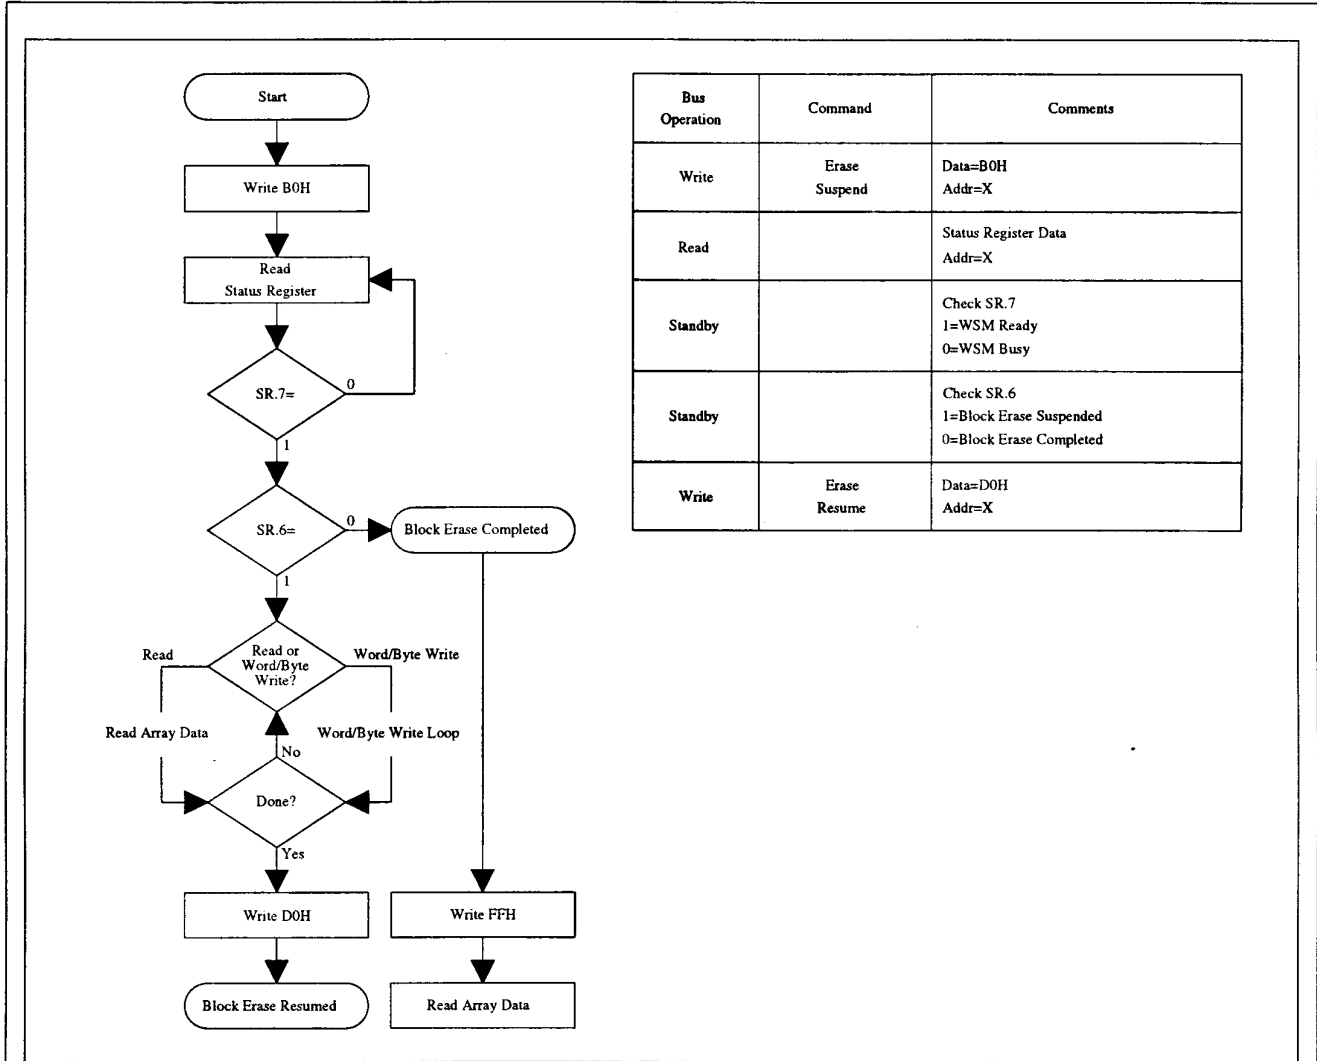 Start
Write B0H
Read
Status Register
SR.7=
0
1
SR.6=
0
Block Erase Completed
1
Read or
Word/Byte
Write?
Read
Word/Byte Write
Read Array Data
Word/Byte Write Loop
No
Done?
Yes
Write D0H
Write FFH
Block Erase Resumed
Read Array Data
Bus
Operation
Command
Comments
Write
Erase
Suspend
Data=B0H
Addr=X
Read
Status Register Data
Addr=X
Standby
Check SR.7
1=WSM Ready
0=WSM Busy
Standby
Check SR.6
1=Block Erase Suspended
0=Block Erase Completed
Write
Erase
Resume
Data=D0H
Addr=X